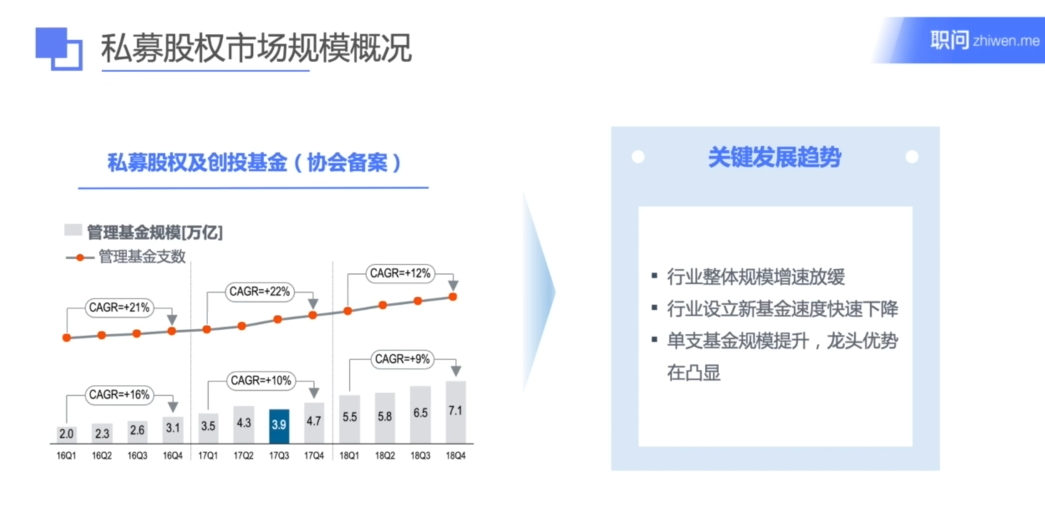 私募股权市场规模概况
职问 zhiwen.me
私募股权及创投基金（协会备案）
管理基金规模[万亿]
管理基金支数
CAGR=+21%
CAGR=+22%
CAGR=+12%
CAGR=+16%
CAGR=+10%
CAGR=+9%
2.0 2.3 2.6 3.1 3.5 4.3 3.9 4.7 5.5 5.8 6.5 7.1
16Q1 16Q2 16Q3 16Q4 17Q1 17Q2 17Q3 17Q4 18Q1 18Q2 18Q3 18Q4
关键发展趋势
▪ 行业整体规模增速放缓
▪ 行业设立新基金速度快速下降
▪ 单支基金规模提升，龙头优势
在凸显